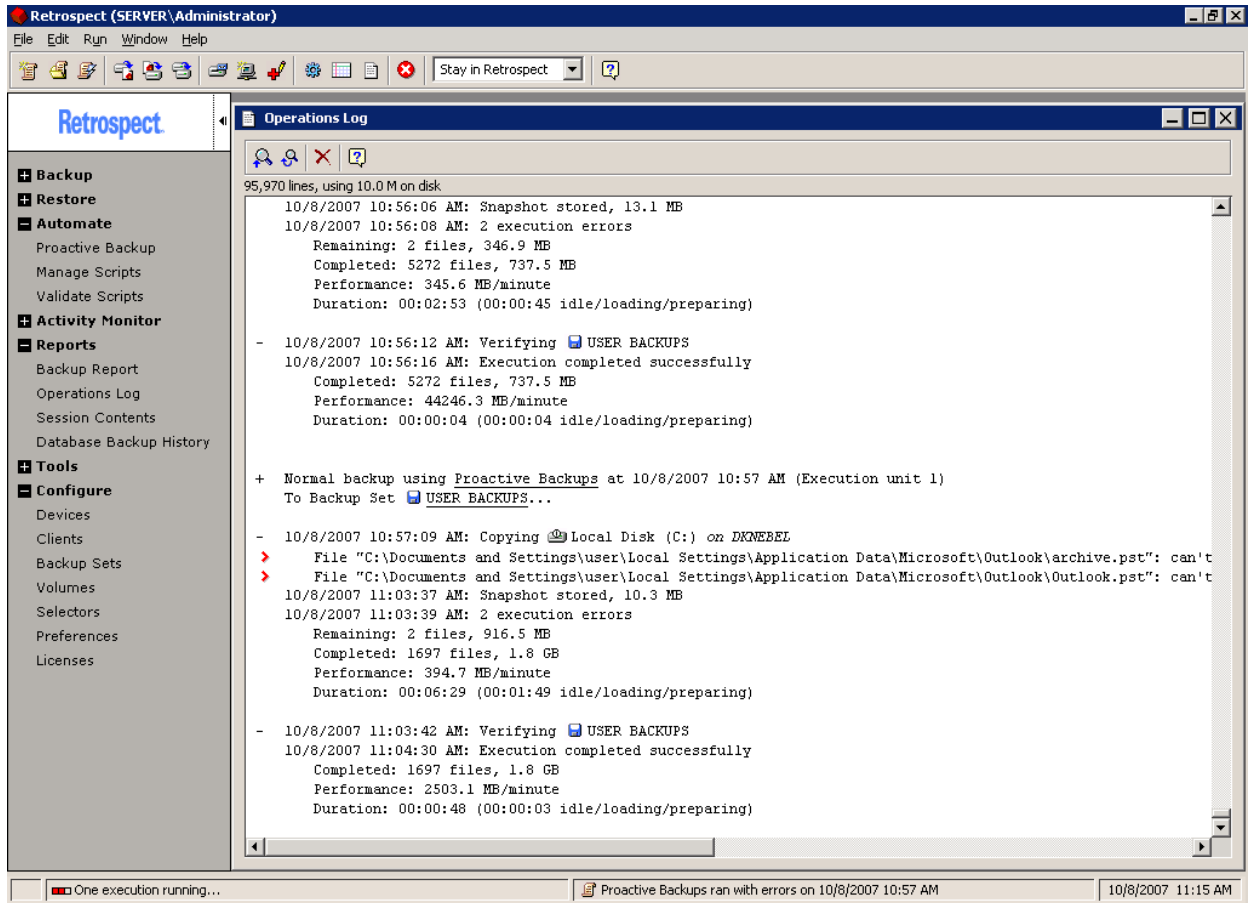 Retrospect (SERVER\Administrator)
File Edit Run Window Help
Stay in Retrospect
Retrospect.
Backup
Restore
Automate
Proactive Backup
Manage Scripts
Validate Scripts
Activity Monitor
Reports
Backup Report
Operations Log
Session Contents
Database Backup History
Tools
Configure
Devices
Clients
Backup Sets
Volumes
Selectors
Preferences
Licenses
Operations Log
95,970 lines, using 10.0 M on disk
10/8/2007 10:56:06 AM: Snapshot stored, 13.1 MB
10/8/2007 10:56:08 AM: 2 execution errors
Remaining: 2 files, 346.9 MB
Completed: 5272 files, 737.5 MB
Performance: 345.6 MB/minute
Duration: 00:02:53 (00:00:45 idle/loading/preparing)
- 10/8/2007 10:56:12 AM: Verifying USER BACKUPS
10/8/2007 10:56:16 AM: Execution completed successfully
Completed: 5272 files, 737.5 MB
Performance: 44246.3 MB/minute
Duration: 00:00:04 (00:00:04 idle/loading/preparing)
+ Normal backup using Proactive Backups at 10/8/2007 10:57 AM (Execution unit 1)
To Backup Set USER BACKUPS...
- 10/8/2007 10:57:09 AM: Copying Local Disk (C:) on DKNEBEL
File "C:\Documents and Settings\user\Local Settings\Application Data\Microsoft\Outlook\archive.pst": can't
File "C:\Documents and Settings\user\Local Settings\Application Data\Microsoft\Outlook\Outlook.pst": can't
10/8/2007 11:03:37 AM: Snapshot stored, 10.3 MB
10/8/2007 11:03:39 AM: 2 execution errors
Remaining: 2 files, 916.5 MB
Completed: 1697 files, 1.8 GB
Performance: 394.7 MB/minute
Duration: 00:06:29 (00:01:49 idle/loading/preparing)
- 10/8/2007 11:03:42 AM: Verifying USER BACKUPS
10/8/2007 11:04:30 AM: Execution completed successfully
Completed: 1697 files, 1.8 GB
Performance: 2503.1 MB/minute
Duration: 00:00:48 (00:00:03 idle/loading/preparing)
One execution running...
Proactive Backups ran with errors on 10/8/2007 10:57 AM
10/8/2007 11:15 AM